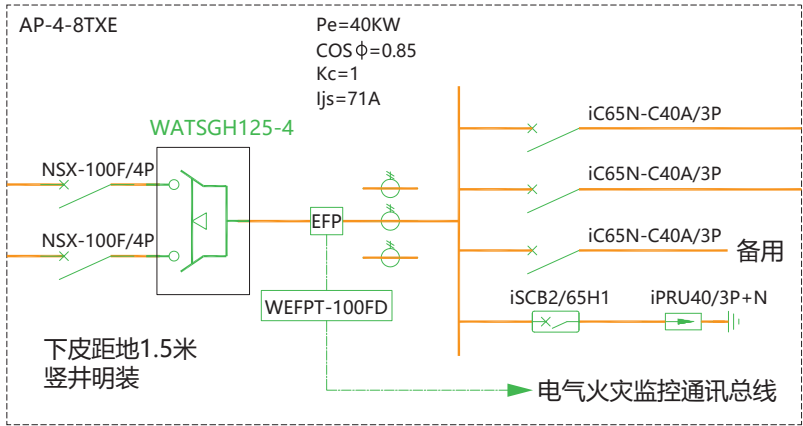 AP-4-8TXE
Pe=40KW
COSϕ=0.85
Kc=1
Ijs=71A
WATSGH125-4
NSX-100F/4P
NSX-100F/4P
EFP
WEFPT-100FD
iC65N-C40A/3P
iC65N-C40A/3P
iC65N-C40A/3P
备用
iSCB2/65H1
iPRU40/3P+N
下皮距地1.5米
竖井明装
电气火灾监控通讯总线